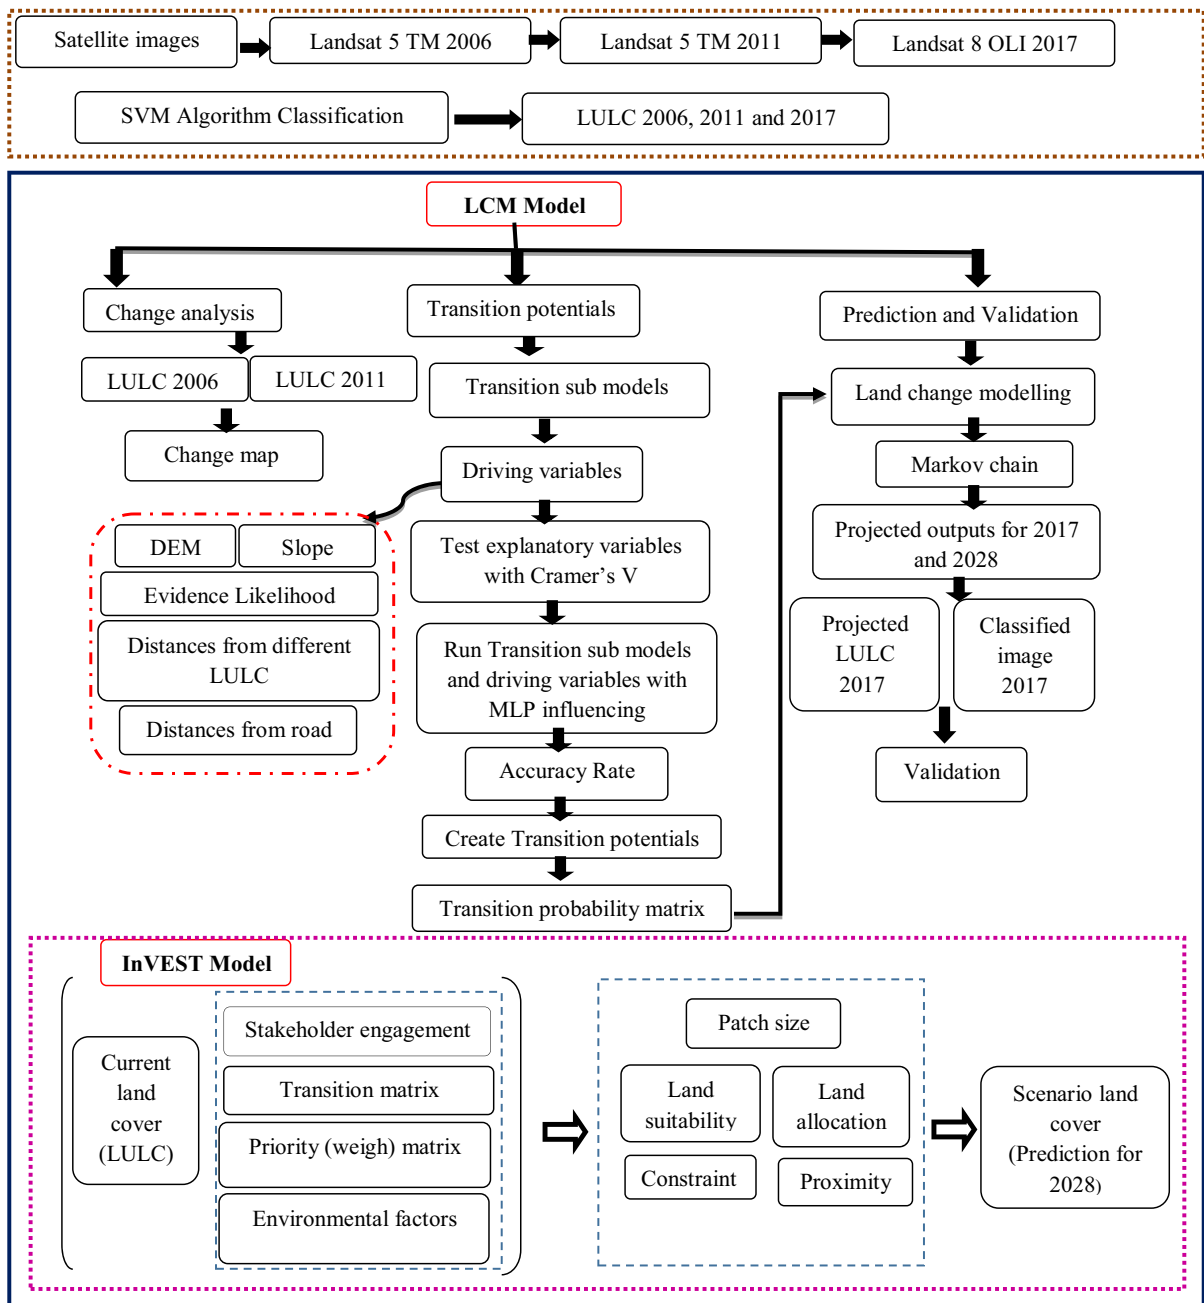 Satellite images
Landsat 5 TM 2006
Landsat 5 TM 2011
Landsat 8 OLI 2017
SVM Algorithm Classification
LULC 2006, 2011 and 2017
LCM Model
Change analysis
LULC 2006
LULC 2011
Change map
Transition potentials
Transition sub models
Driving variables
DEM
Slope
Evidence Likelihood
Distances from different
LULC
Distances from road
Test explanatory variables
with Cramer’s V
Run Transition sub models
and driving variables with
MLP influencing
Accuracy Rate
Create Transition potentials
Transition probability matrix
Prediction and Validation
Land change modelling
Markov chain
Projected outputs for 2017
and 2028
Projected
LULC
2017
Classified
image
2017
Validation
InVEST Model
Current
land
cover
(LULC)
Stakeholder engagement
Transition matrix
Priority (weigh) matrix
Environmental factors
Patch size
Land
suitability
Land
allocation
Constraint
Proximity
Scenario land
cover
(Prediction for
2028)